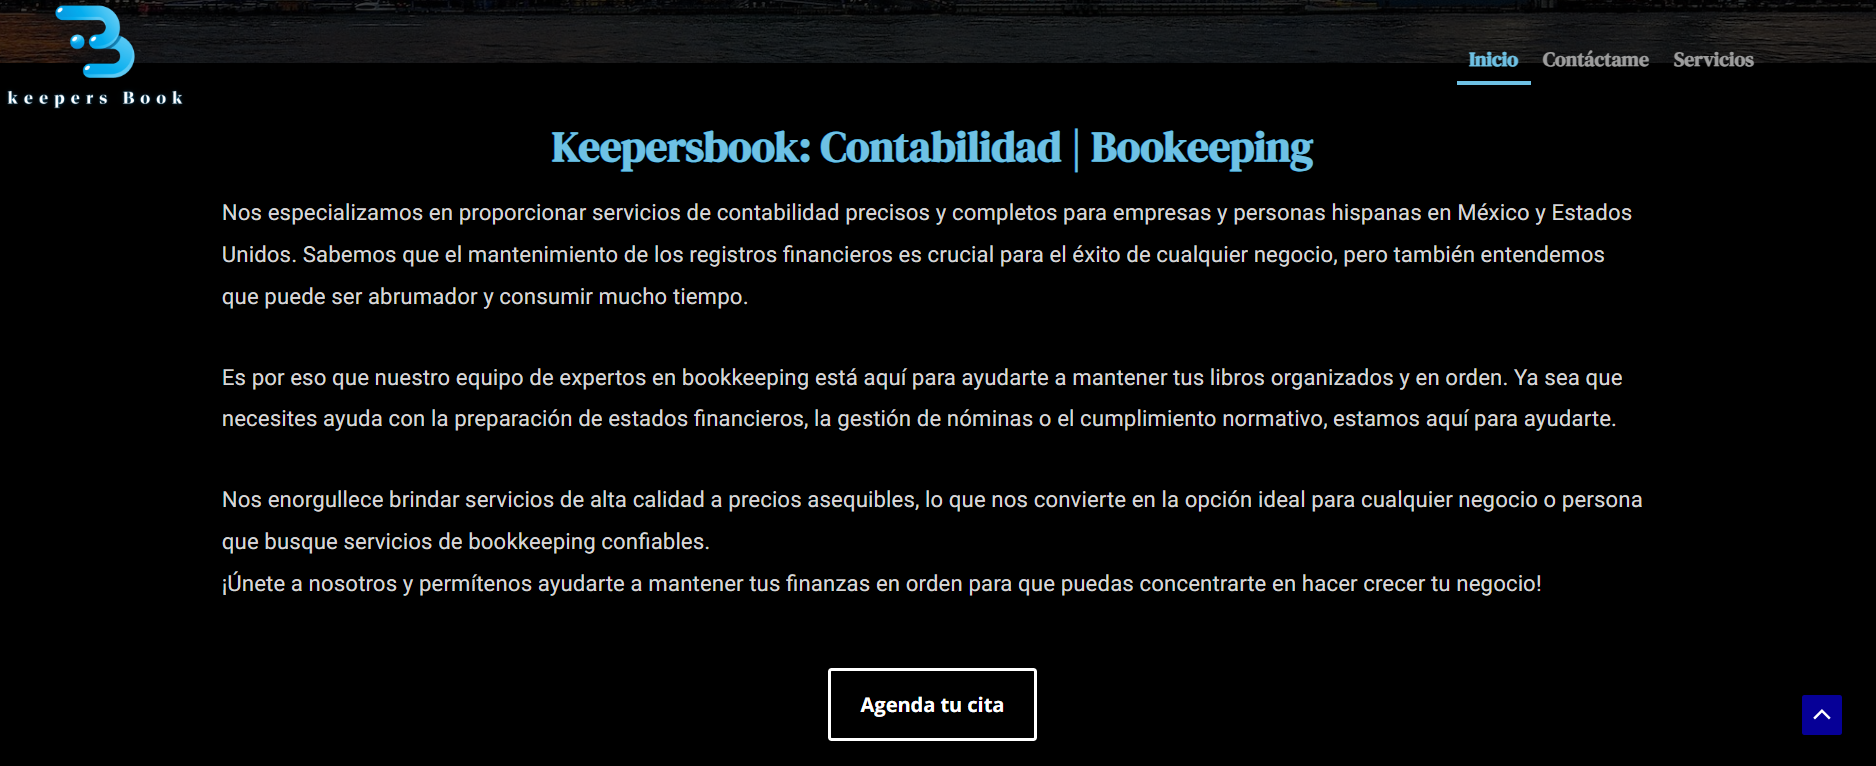 keepers Book
Inicio Contáctame Servicios
Keepersbook: Contabilidad | Bookeeping
Nos especializamos en proporcionar servicios de contabilidad precisos y completos para empresas y personas hispanas en México y Estados
Unidos. Sabemos que el mantenimiento de los registros financieros es crucial para el éxito de cualquier negocio, pero también entendemos
que puede ser abrumador y consumir mucho tiempo.
Es por eso que nuestro equipo de expertos en bookkeeping está aquí para ayudarte a mantener tus libros organizados y en orden. Ya sea que
necesites ayuda con la preparación de estados financieros, la gestión de nóminas o el cumplimiento normativo, estamos aquí para ayudarte.
Nos enorgullece brindar servicios de alta calidad a precios asequibles, lo que nos convierte en la opción ideal para cualquier negocio o persona
que busque servicios de bookkeeping confiables.
¡Únete a nosotros y permítenos ayudarte a mantener tus finanzas en orden para que puedas concentrarte en hacer crecer tu negocio!
Agenda tu cita